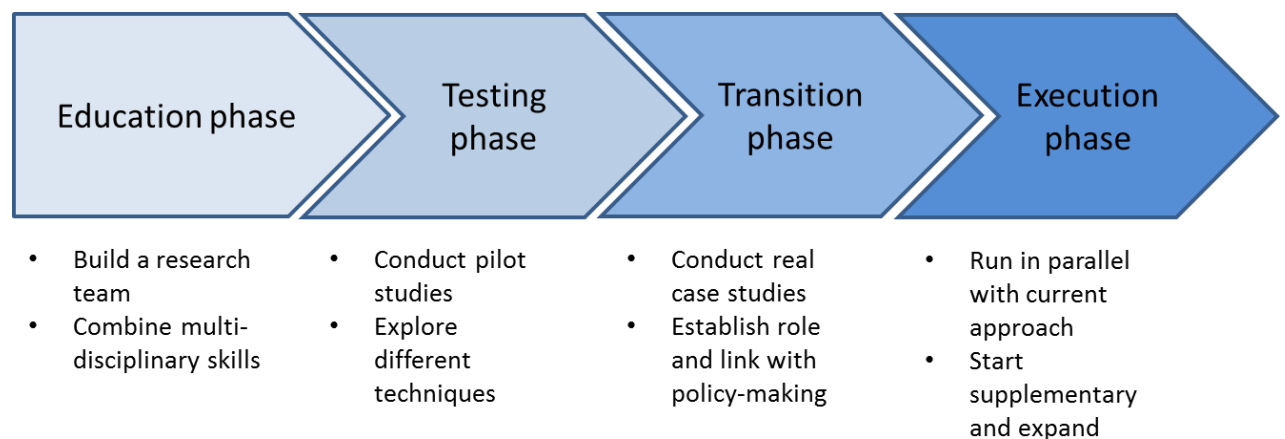 Education phase
Testing
phase
Transition
phase
Execution
phase
• Build a research
team
• Combine multi-
disciplinary skills
• Conduct pilot
studies
• Explore
different
techniques
• Conduct real
case studies
• Establish role
and link with
policy-making
• Run in parallel
with current
approach
• Start
supplementary
and expand